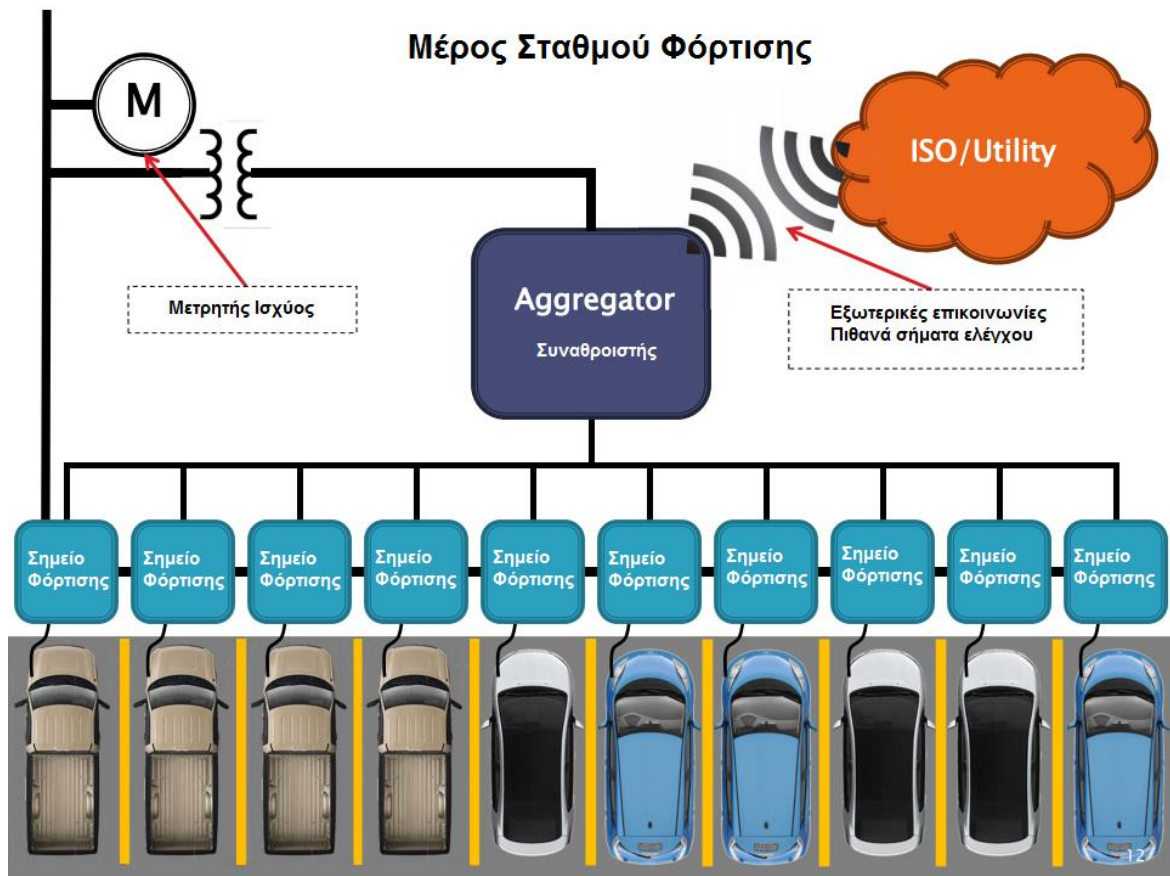 Μέρος Σταθμού Φόρτισης
M
ISO/Utility
Μετρητής Ισχύος
Aggregator
Συναθροιστής
Εξωτερικές επικοινωνίες
Πιθανά σήματα ελέγχου
Σημείο
Φόρτισης
Σημείο
Φόρτισης
Σημείο
Φόρτισης
Σημείο
Φόρτισης
Σημείο
Φόρτισης
Σημείο
Φόρτισης
Σημείο
Φόρτισης
Σημείο
Φόρτισης
Σημείο
Φόρτισης
Σημείο
Φόρτισης
127